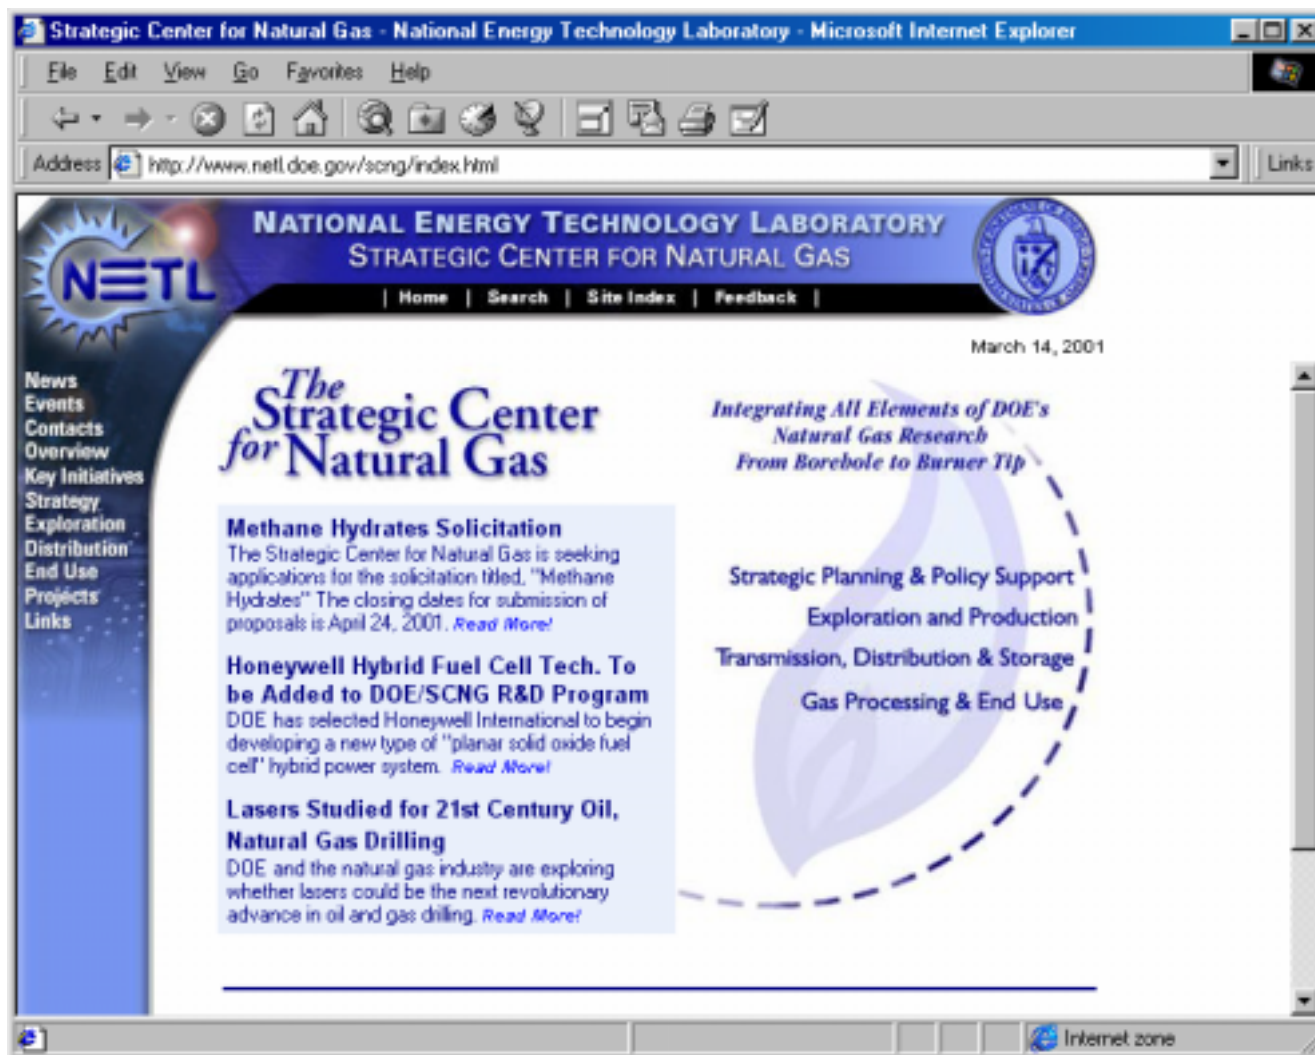 Strategic Center for Natural Gas - National Energy Technology Laboratory - Microsoft Internet Explorer
File Edit View Go Favorites Help
Address http://www.netl.doe.gov/scng/index.html Links
NETL
NATIONAL ENERGY TECHNOLOGY LABORATORY
STRATEGIC CENTER FOR NATURAL GAS
| Home | Search | Site Index | Feedback |
March 14, 2001
News
Events
Contacts
Overview
Key Initiatives
Strategy
Exploration
Distribution
End Use
Projects
Links
The
Strategic Center
for Natural Gas
Methane Hydrates Solicitation
The Strategic Center for Natural Gas is seeking
applications for the solicitation titled, "Methane
Hydrates" The closing dates for submission of
proposals is April 24, 2001. Read More!
Honeywell Hybrid Fuel Cell Tech. To
be Added to DOE/SCNG R&D Program
DOE has selected Honeywell International to begin
developing a new type of "planar solid oxide fuel
cell" hybrid power system. Read More!
Lasers Studied for 21st Century Oil,
Natural Gas Drilling
DOE and the natural gas industry are exploring
whether lasers could be the next revolutionary
advance in oil and gas drilling. Read More!
Integrating All Elements of DOE's
Natural Gas Research
From Borehole to Burner Tip
Strategic Planning & Policy Support
Exploration and Production
Transmission, Distribution & Storage
Gas Processing & End Use
Internet zone